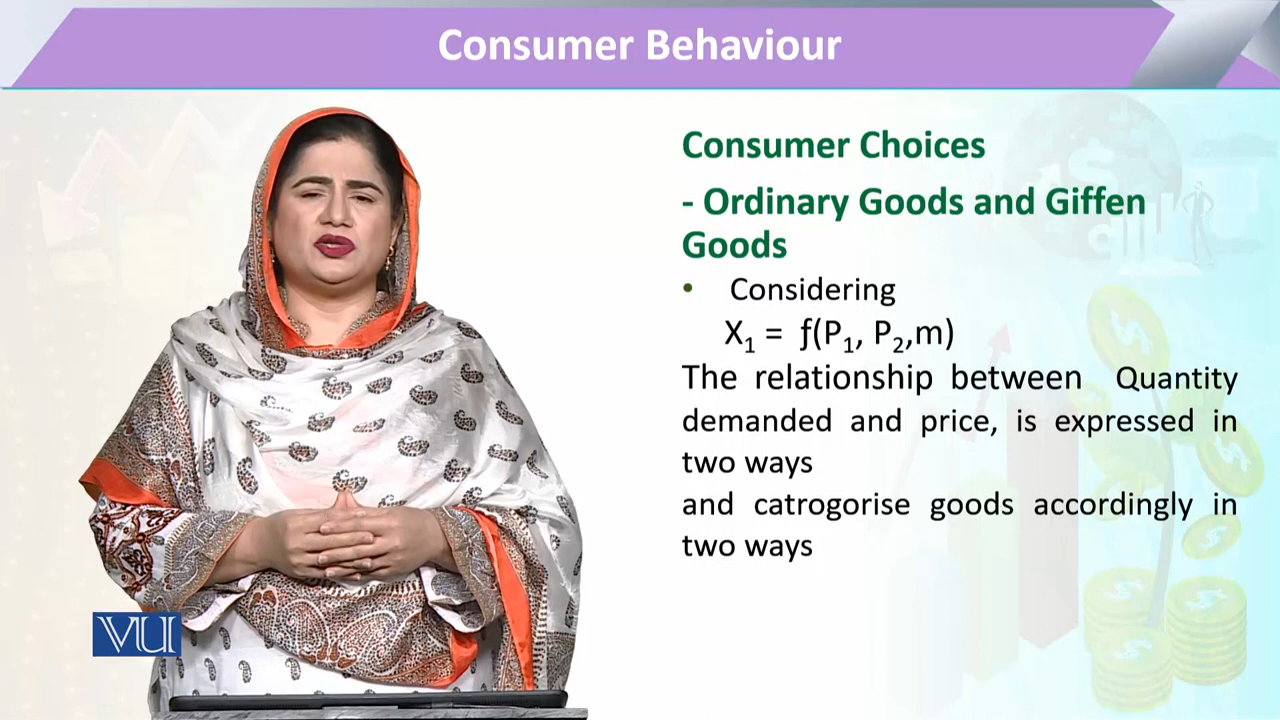 Consumer Behaviour
Consumer Choices
- Ordinary Goods and Giffen
Goods
• Considering
X₁ = ƒ(P₁, P₂,m)
The relationship between Quantity
demanded and price, is expressed in
two ways
and catrogorise goods accordingly in
two ways
VU